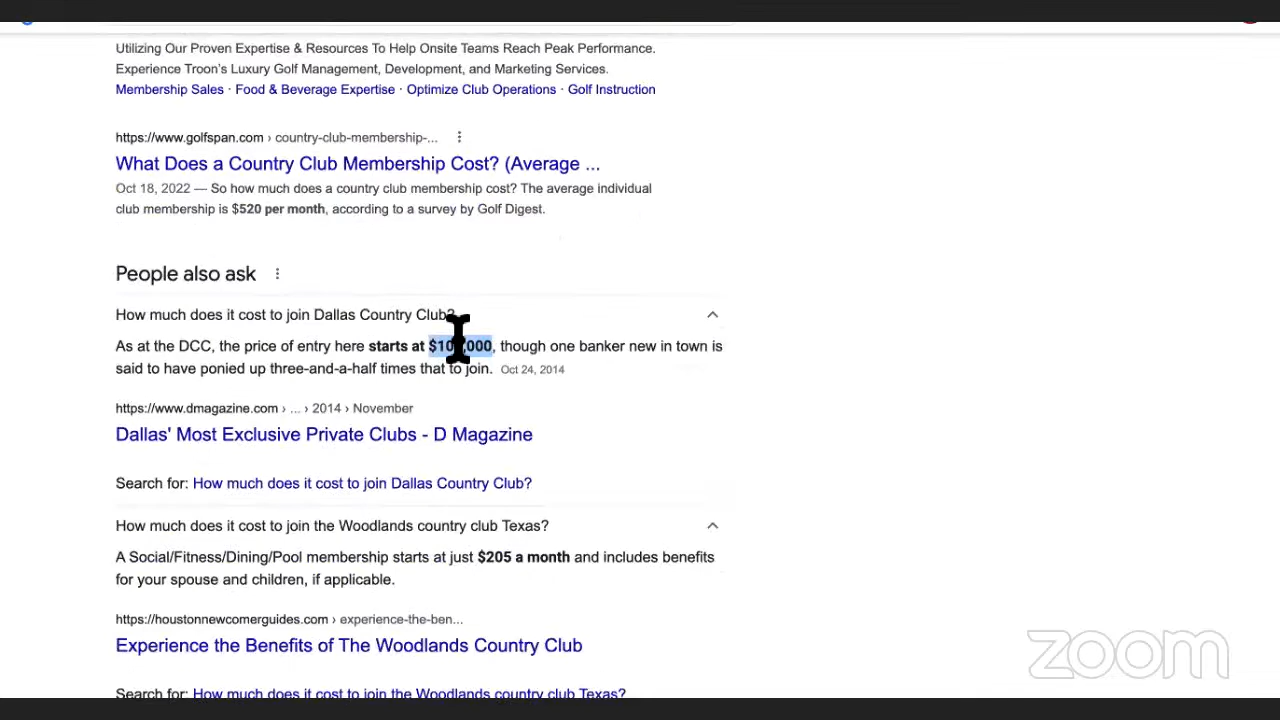 Utilizing Our Proven Expertise & Resources To Help Onsite Teams Reach Peak Performance.
Experience Troon's Luxury Golf Management, Development, and Marketing Services.
Membership Sales · Food & Beverage Expertise · Optimize Club Operations · Golf Instruction
https://www.golfspan.com › country-club-membership-...
What Does a Country Club Membership Cost? (Average ...
Oct 18, 2022 — So how much does a country club membership cost? The average individual
club membership is $520 per month, according to a survey by Golf Digest.
People also ask
How much does it cost to join Dallas Country Club?
As at the DCC, the price of entry here starts at though one banker new in town is
said to have ponied up three-and-a-half times that to join. Oct 24, 2014
https://www.dmagazine.com › ... › 2014 › November
Dallas' Most Exclusive Private Clubs - D Magazine
Search for: How much does it cost to join Dallas Country Club?
How much does it cost to join the Woodlands country club Texas?
A Social/Fitness/Dining/Pool membership starts at just $205 a month and includes benefits
for your spouse and children, if applicable.
https://houstonnewcomerguides.com › experience-the-ben...
Experience the Benefits of The Woodlands Country Club
Search for: How much does it cost to join the Woodlands country club Texas?
zoom